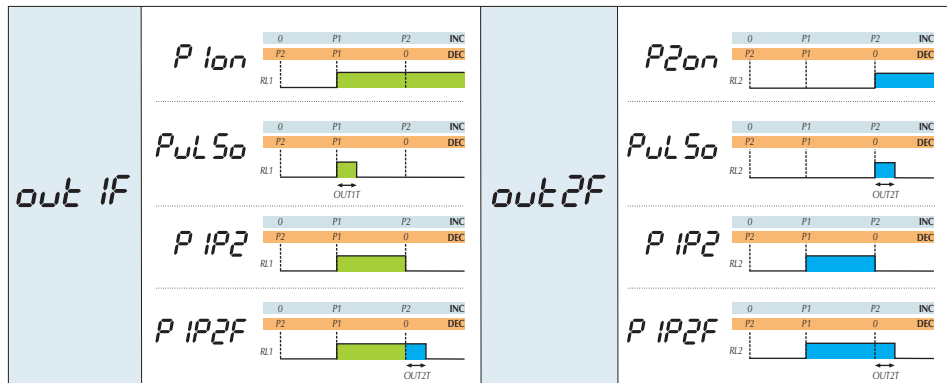 out 1F
P1on
0 P1 P2 INC
P2 P1 0 DEC
RL1
PuLSo
0 P1 P2 INC
P2 P1 0 DEC
RL1
OUT1T
P1P2
0 P1 P2 INC
P2 P1 0 DEC
RL1
P1P2F
0 P1 P2 INC
P2 P1 0 DEC
RL1
OUT2T
out2F
P2on
0 P1 P2 INC
P2 P1 0 DEC
RL2
PuLSo
0 P1 P2 INC
P2 P1 0 DEC
RL2
OUT2T
P1P2
0 P1 P2 INC
P2 P1 0 DEC
RL2
P1P2F
0 P1 P2 INC
P2 P1 0 DEC
RL2
OUT2T